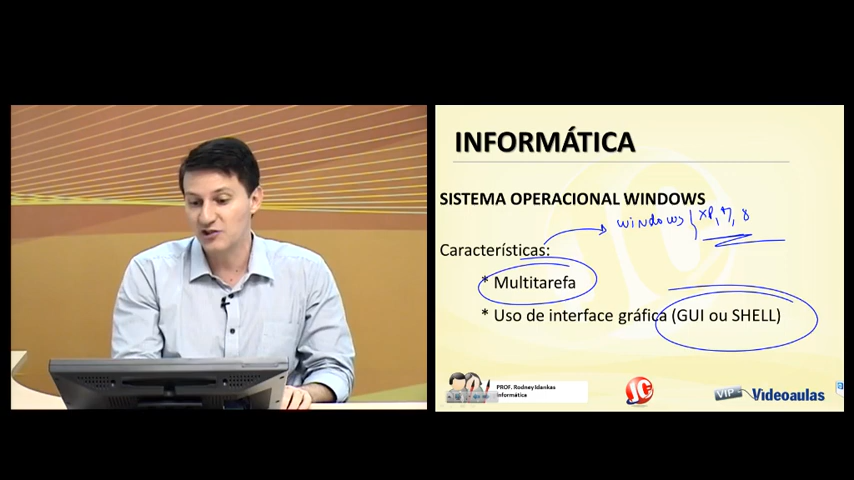 INFORMÁTICA
SISTEMA OPERACIONAL WINDOWS
windows } XP, 7, 8
Características:
* Multitarefa
* Uso de interface gráfica (GUI ou SHELL)
PROF. Rodney Idankas
Informática
JC
VIP Videoaulas